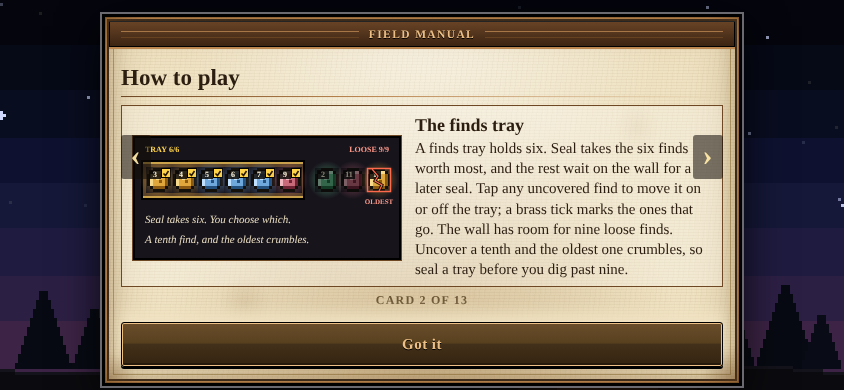 FIELD MANUAL
How to play
TRAY 6/6
LOOSE 9/9
3 4 5 6 7 9 2 11
OLDEST
Seal takes six. You choose which.
A tenth find, and the oldest crumbles.
The finds tray
A finds tray holds six. Seal takes the six finds
worth most, and the rest wait on the wall for a
later seal. Tap any uncovered find to move it on
or off the tray; a brass tick marks the ones that
go. The wall has room for nine loose finds.
Uncover a tenth and the oldest one crumbles, so
seal a tray before you dig past nine.
CARD 2 OF 13
Got it